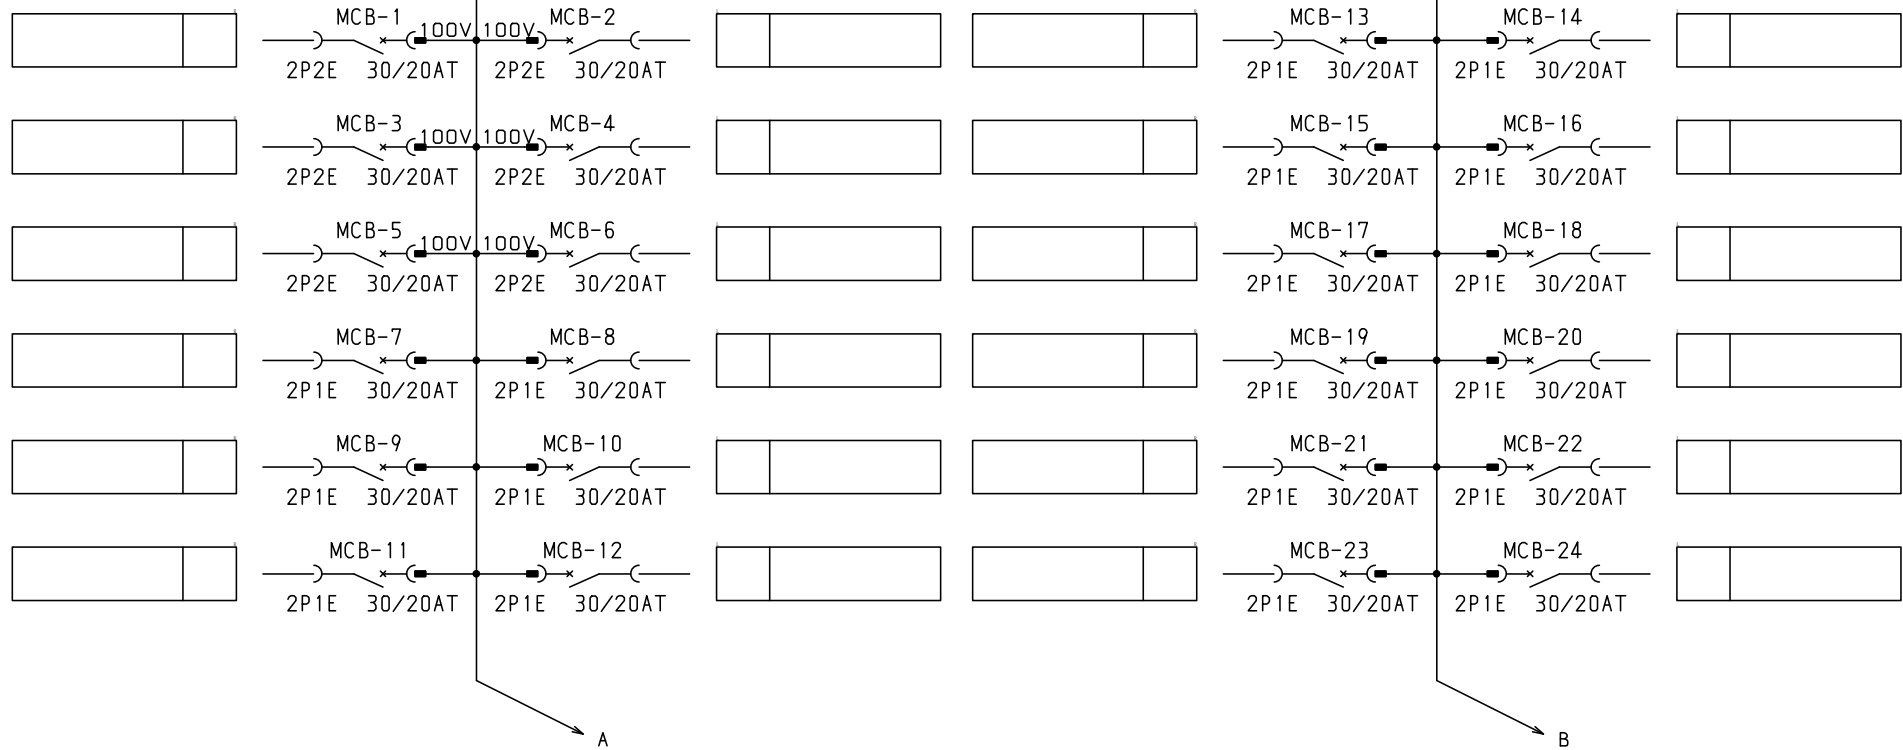 MCB-1 100V 100V MCB-2 MCB-13 MCB-14
2P2E 30/20AT 2P2E 30/20AT 2P1E 30/20AT 2P1E 30/20AT
MCB-3 100V 100V MCB-4 MCB-15 MCB-16
2P2E 30/20AT 2P2E 30/20AT 2P1E 30/20AT 2P1E 30/20AT
MCB-5 100V 100V MCB-6 MCB-17 MCB-18
2P2E 30/20AT 2P2E 30/20AT 2P1E 30/20AT 2P1E 30/20AT
MCB-7 MCB-8 MCB-19 MCB-20
2P1E 30/20AT 2P1E 30/20AT 2P1E 30/20AT 2P1E 30/20AT
MCB-9 MCB-10 MCB-21 MCB-22
2P1E 30/20AT 2P1E 30/20AT 2P1E 30/20AT 2P1E 30/20AT
MCB-11 MCB-12 MCB-23 MCB-24
2P1E 30/20AT 2P1E 30/20AT 2P1E 30/20AT 2P1E 30/20AT
A B